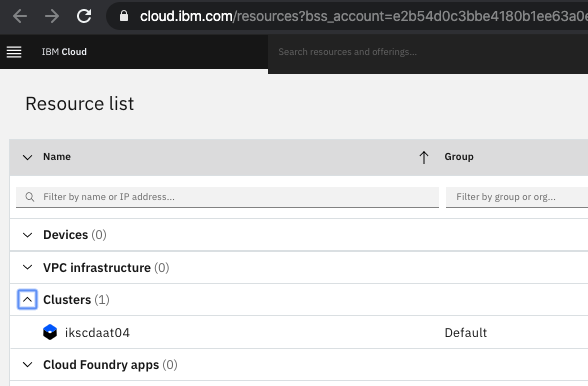 cloud.ibm.com/resources?bss_account=e2b54d0c3bbe4180b1ee63a0
IBM Cloud
Search resources and offerings...
Resource list
Name Group
Filter by name or IP address... Filter by group or org...
Devices (0)
VPC infrastructure (0)
Clusters (1)
ikscdaat04 Default
Cloud Foundry apps (0)